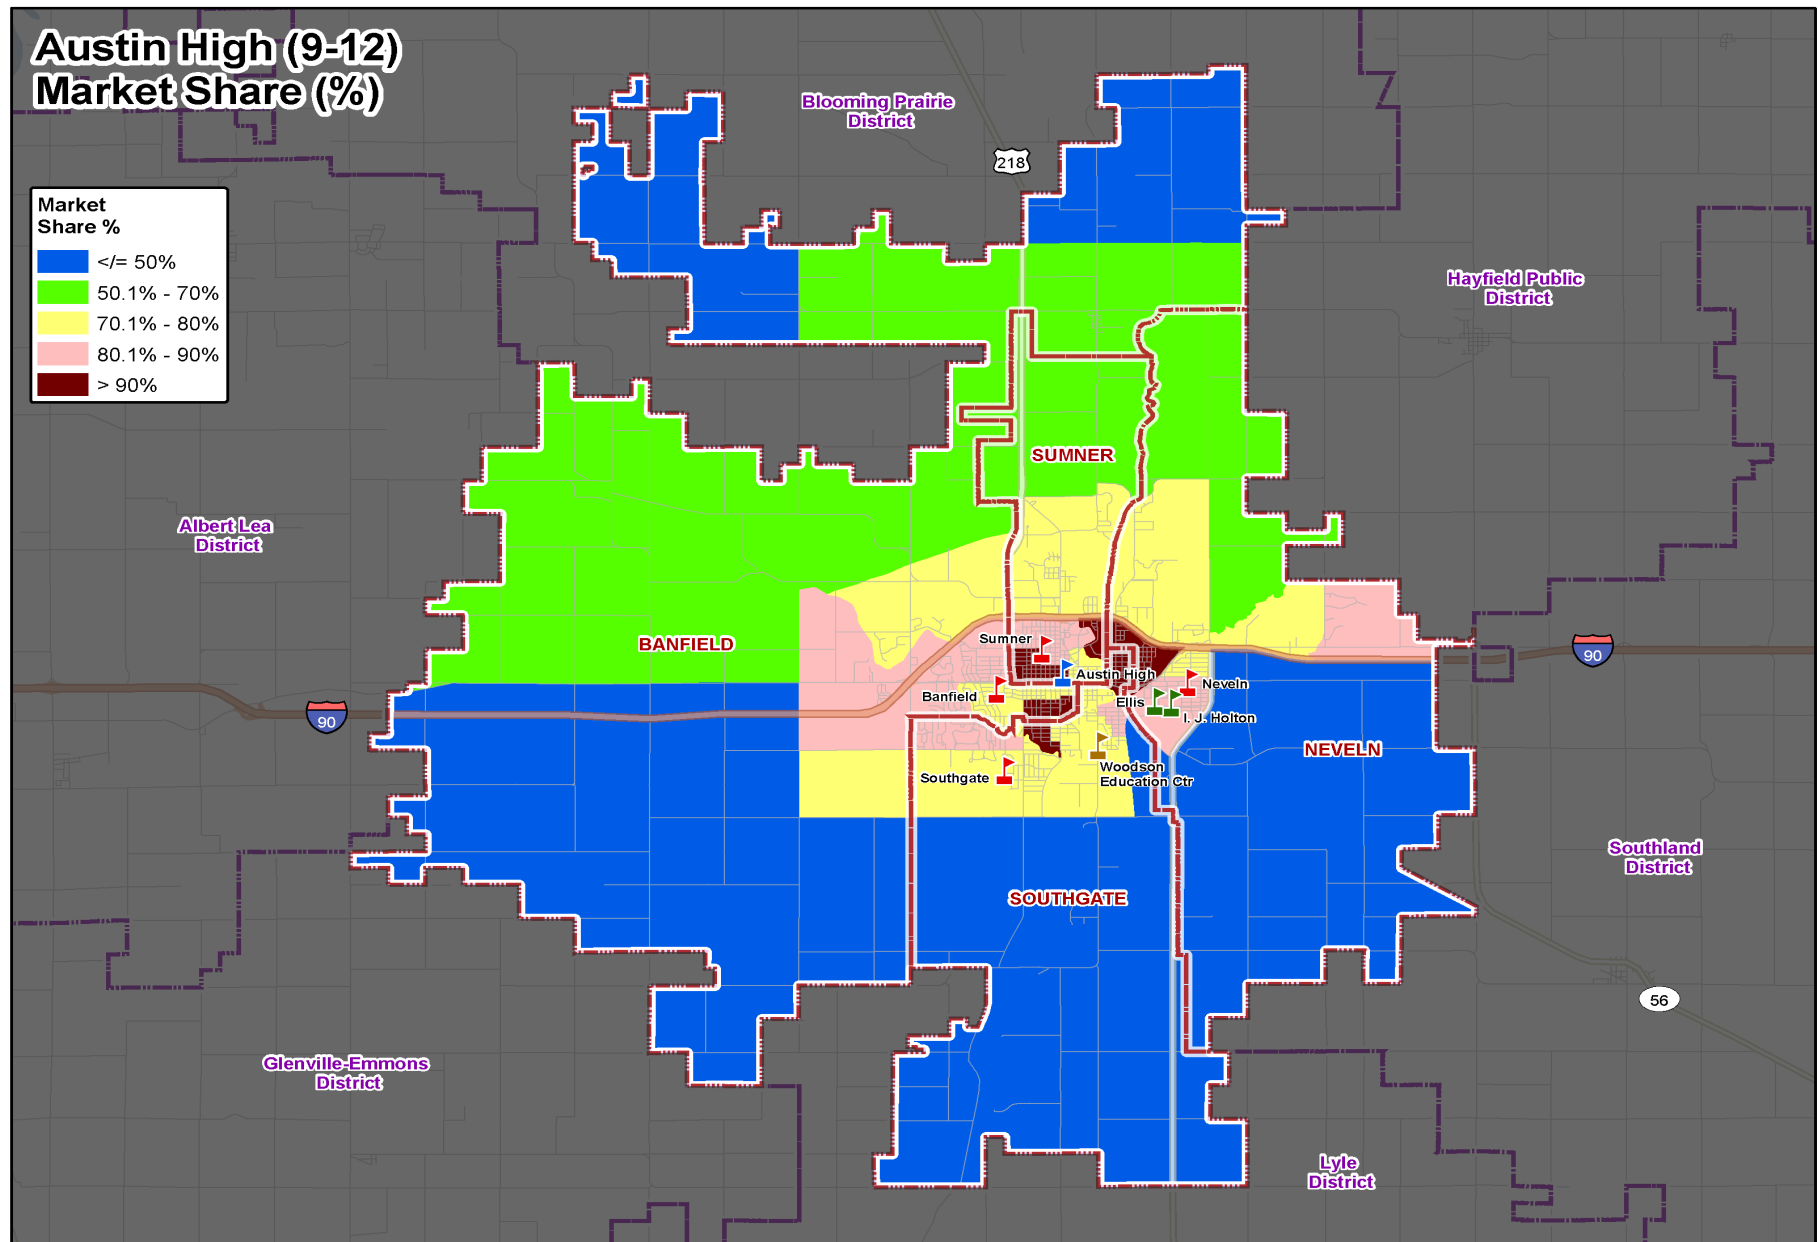 Austin High (9-12)
Market Share (%)
Market
Share %
</= 50%
50.1% - 70%
70.1% - 80%
80.1% - 90%
> 90%
Blooming Prairie
District
218
Hayfield Public
District
SUMNER
Albert Lea
District
BANFIELD
Sumner
90
Austin High
Neveln
Banfield
Ellis
I. J. Holton
90
NEVELN
Woodson
Education Ctr
Southgate
Southland
District
SOUTHGATE
56
Glenville-Emmons
District
Lyle
District